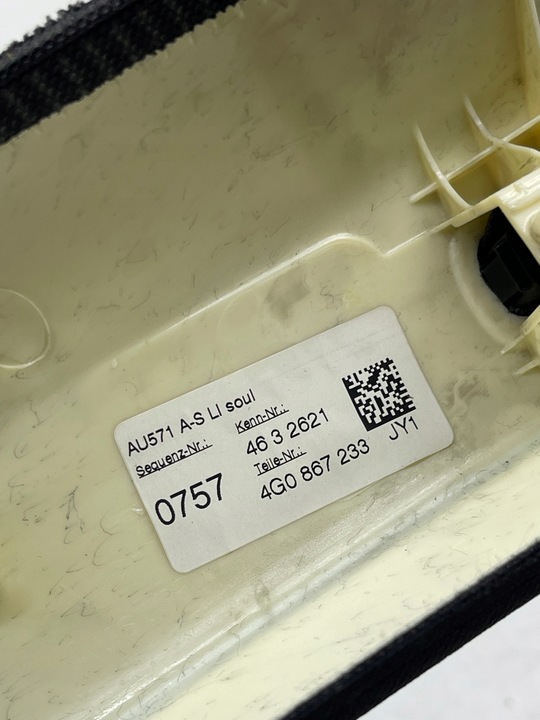 AU571 A-S LI soul
Sequenz-Nr.: Kenn-Nr.:
0757 46 3 2621
Teile-Nr.:
4G0 867 233 JY1